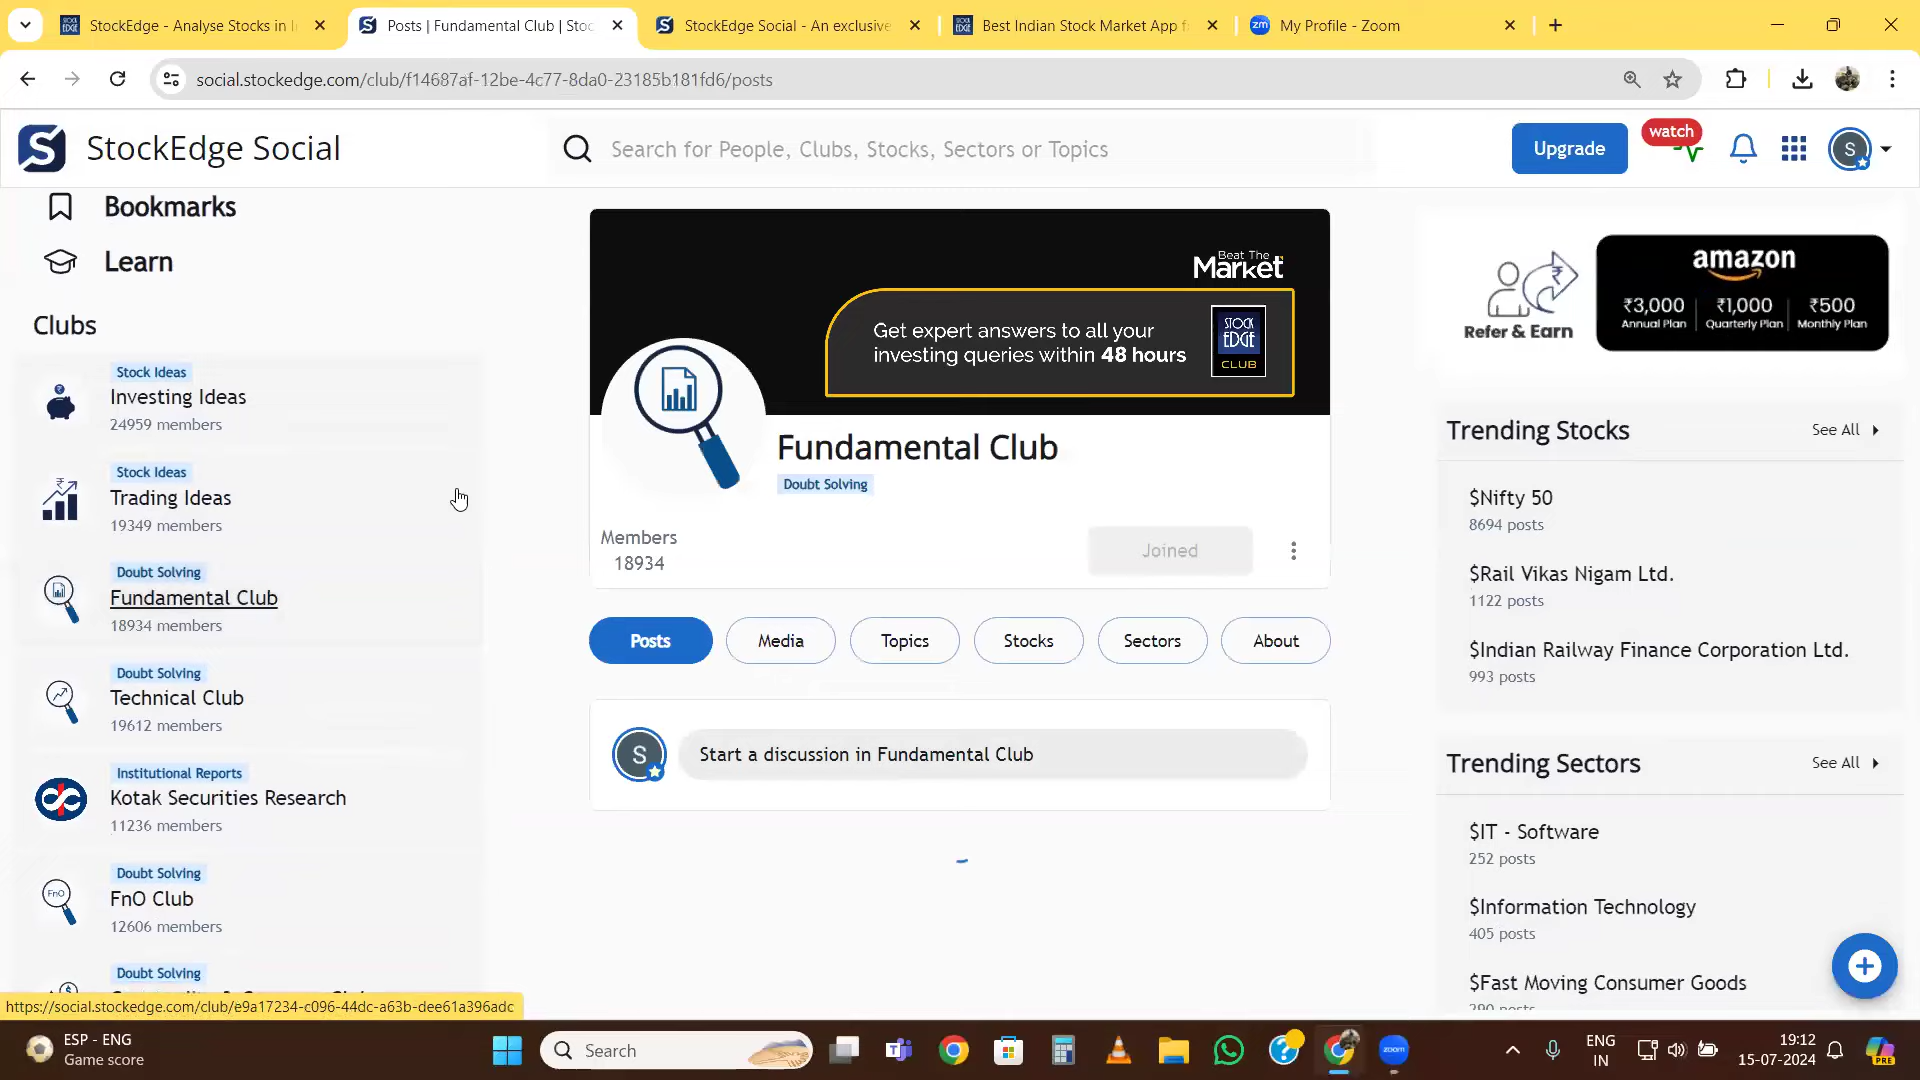 StockEdge - Analyse Stocks in I
Posts | Fundamental Club | Stoc
StockEdge Social - An exclusive
Best Indian Stock Market App f
zm
My Profile - Zoom
social.stockedge.com/club/f14687af-12be-4c77-8da0-23185b181fd6/posts
StockEdge Social
Search for People, Clubs, Stocks, Sectors or Topics
Upgrade
watch
S
Bookmarks
Learn
Clubs
Stock Ideas
Investing Ideas
24959 members
Stock Ideas
Trading Ideas
19349 members
Doubt Solving
Fundamental Club
18934 members
Doubt Solving
Technical Club
19612 members
Institutional Reports
Kotak Securities Research
11236 members
FnO
Doubt Solving
FnO Club
12606 members
Doubt Solving
Beat The
Market
Get expert answers to all your
investing queries within 48 hours
STOCK
EDGE
CLUB
Fundamental Club
Doubt Solving
Members
18934
Joined
Posts
Media
Topics
Stocks
Sectors
About
S
Start a discussion in Fundamental Club
Refer & Earn
amazon
₹3,000
Annual Plan
₹1,000
Quarterly Plan
₹500
Monthly Plan
Trending Stocks
See All
$Nifty 50
8694 posts
$Rail Vikas Nigam Ltd.
1122 posts
$Indian Railway Finance Corporation Ltd.
993 posts
Trending Sectors
See All
$IT - Software
252 posts
$Information Technology
405 posts
$Fast Moving Consumer Goods
290 posts
https://social.stockedge.com/club/e9a17234-c096-44dc-a63b-dee61a396adc
ESP - ENG
Game score
Search
zoom
ENG
IN
19:12
15-07-2024
PRE